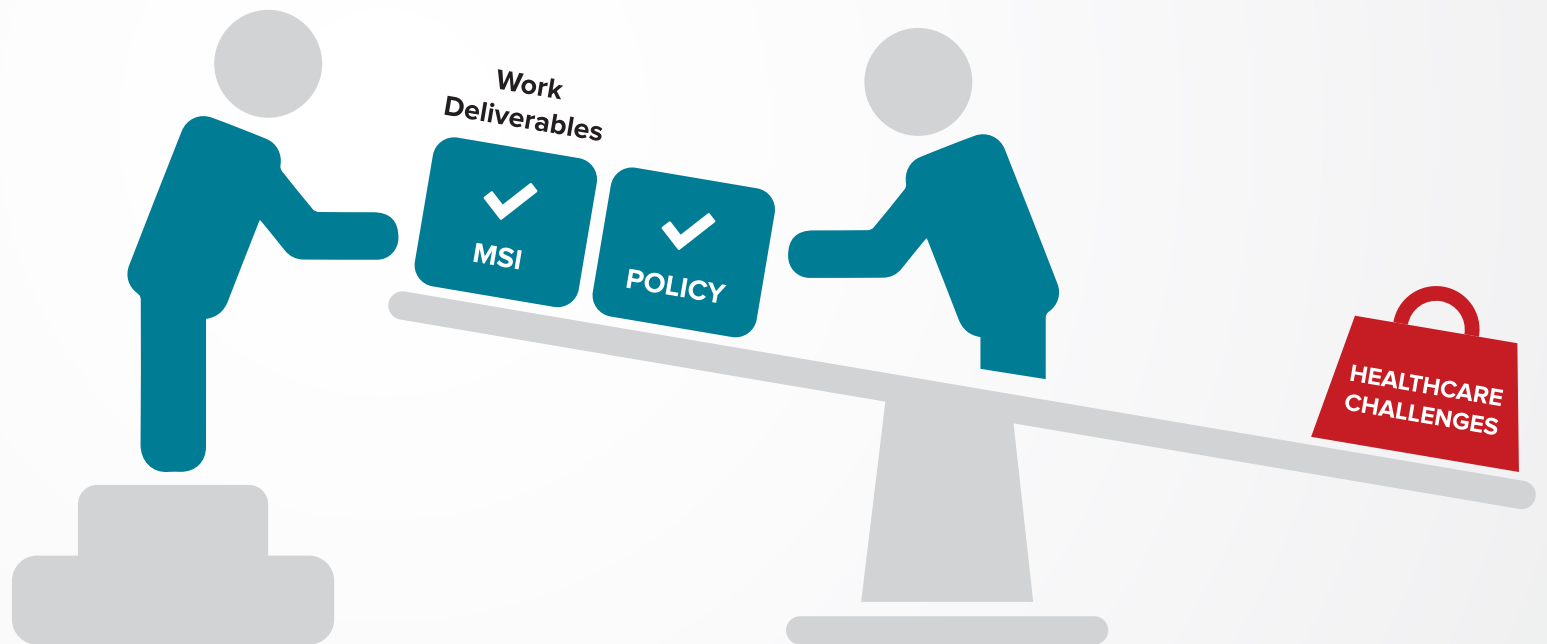 Work
Deliverables
MSI
POLICY
HEALTHCARE
CHALLENGES